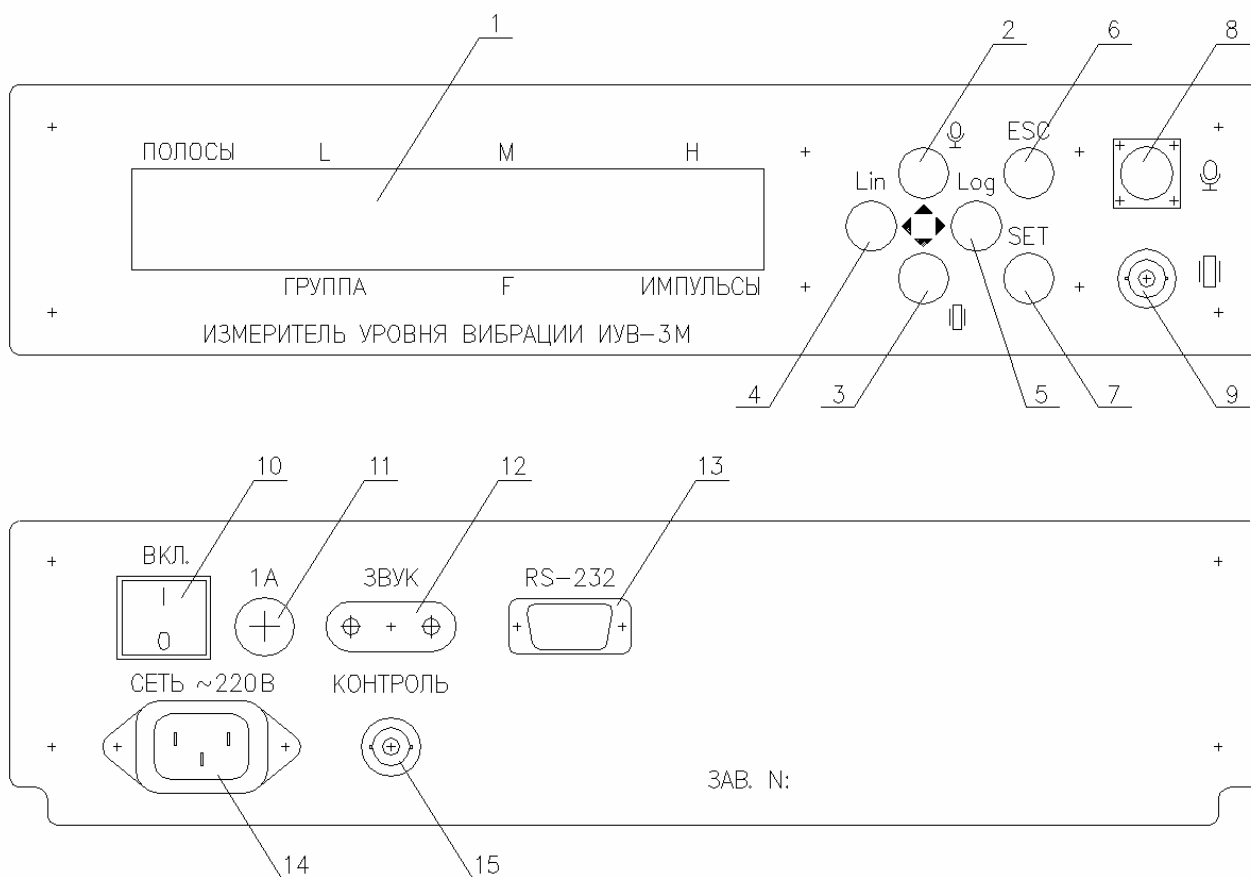 1 2 6 8
ESC
ПОЛОСЫ L M H
Lin Log
SET
ГРУППА F ИМПУЛЬСЫ
ИЗМЕРИТЕЛЬ УРОВНЯ ВИБРАЦИИ ИУВ-3М
4 3 5 7 9
10 11 12 13
ВКЛ.
1А ЗВУК RS-232
I
0
СЕТЬ ~220В КОНТРОЛЬ
ЗАВ. N:
14 15